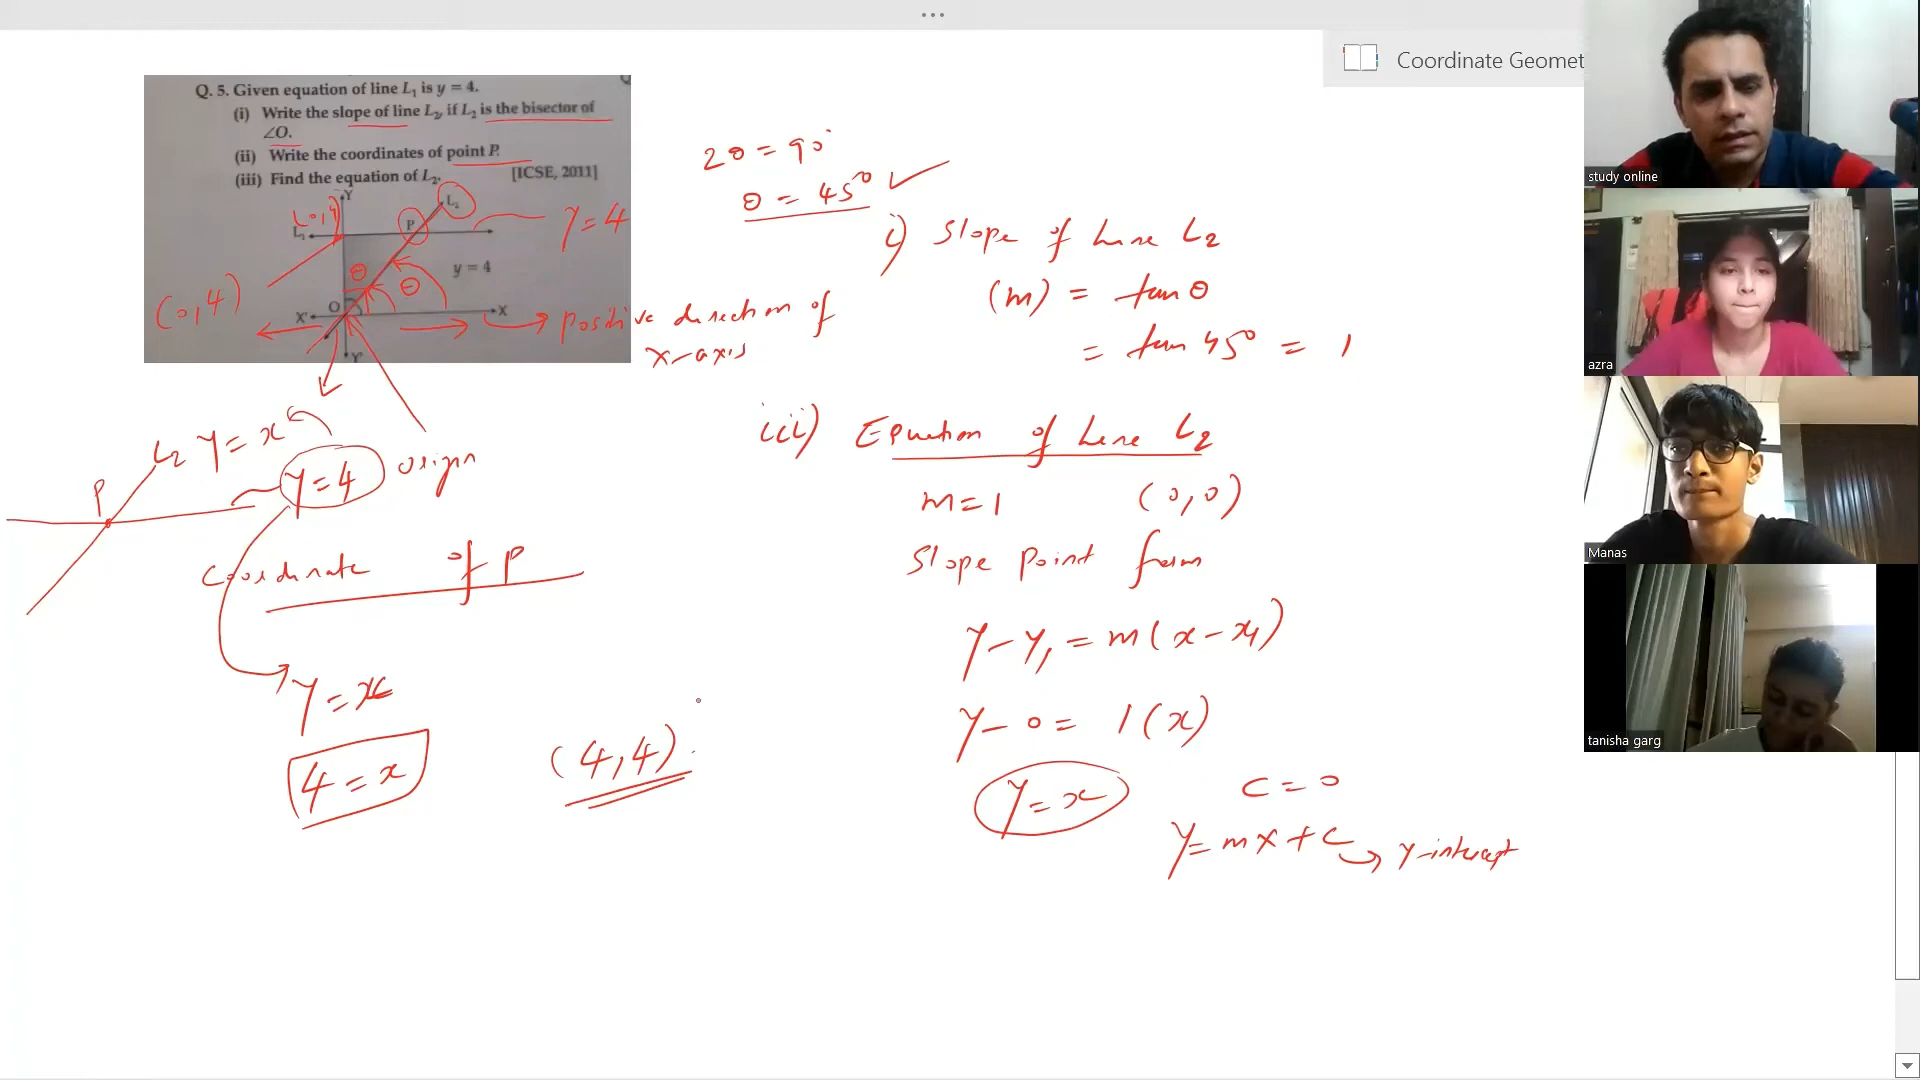 Coordinate Geomet
Q. 5. Given equation of line L₁ is y = 4.
(i) Write the slope of line L₂, if L₂ is the bisector of
∠O.
(ii) Write the coordinates of point P.
(iii) Find the equation of L₂.
[ICSE, 2011]
Y
L₂
P
L₁
y = 4
O
X'
X
Y'
(0,4)
y = 4
θ
θ
(0,4)
positive direction of
x-axis
2θ = 90°
θ = 45°
i) Slope of Line L₂
(m) = tan θ
= tan 45° = 1
L₂ y = x
P
y = 4
origin
Coordinate of P
y = x
4 = x
(4,4)
iii) Equation of Line L₂
m = 1 (0,0)
Slope point form
y - y₁ = m(x - x₁)
y - 0 = 1(x)
y = x
c = 0
y = mx + c
y-intercept
study online
azra
Manas
tanisha garg